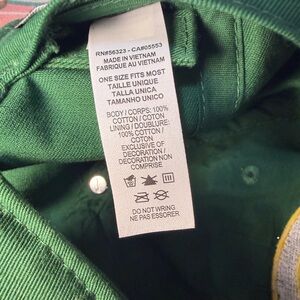 RN#56323 - CA#05553
MADE IN VIETNAM
FABRIQUE AU VIETNAM
ONE SIZE FITS MOST
TAILLE UNIQUE
TALLA UNICA
TAMANHO UNICO
BODY / CORPS: 100%
COTTON / COTON
LINING / DOUBLURE:
100% COTTON /
COTON
EXCLUSIVE OF
DECORATION /
DECORATION NON
COMPRISE
DO NOT WRING
NE PAS ESSORER